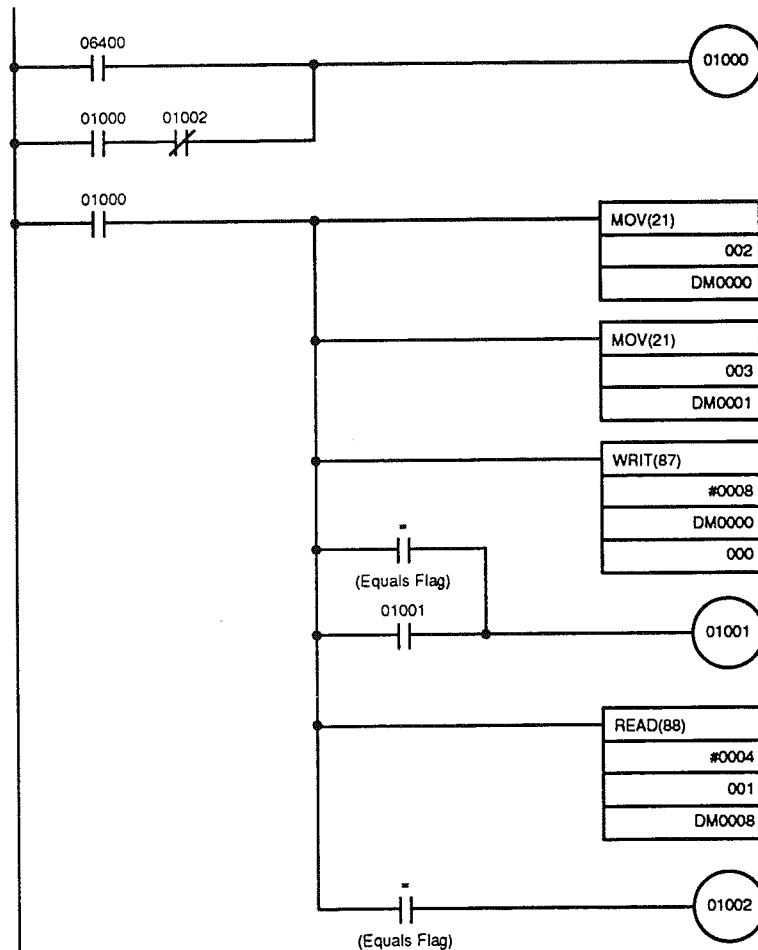 06400
01000
01000 01002
01000
MOV(21)
002
DM0000
MOV(21)
003
DM0001
WRIT(87)
#0008
DM0000
000
=
(Equals Flag)
01001
01001
READ(88)
#0004
001
DM0008
=
01002
(Equals Flag)